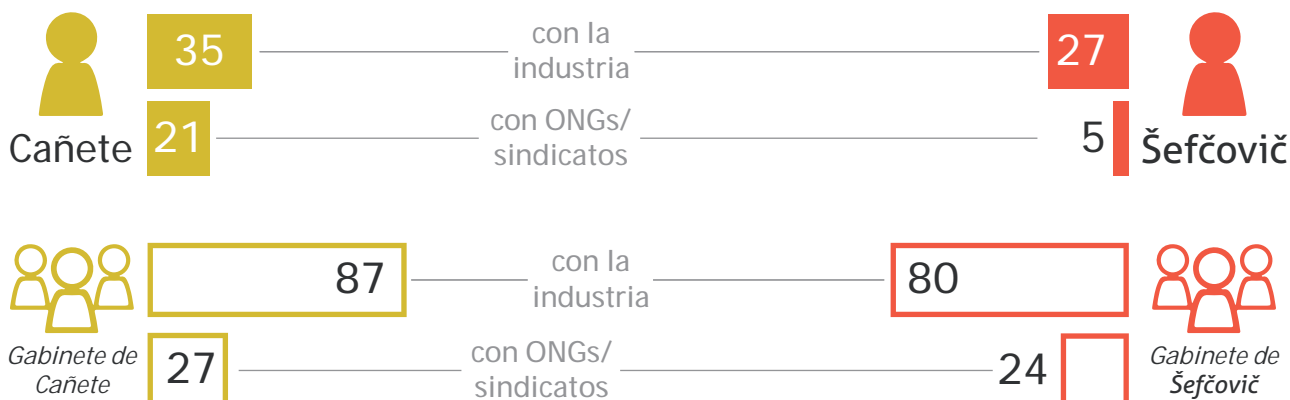 35
con la
industria
27
Cañete
21
con ONGs/
sindicatos
5
Šefčovič
87
con la
industria
80
Gabinete de
Cañete
27
con ONGs/
sindicatos
24
Gabinete de
Šefčovič